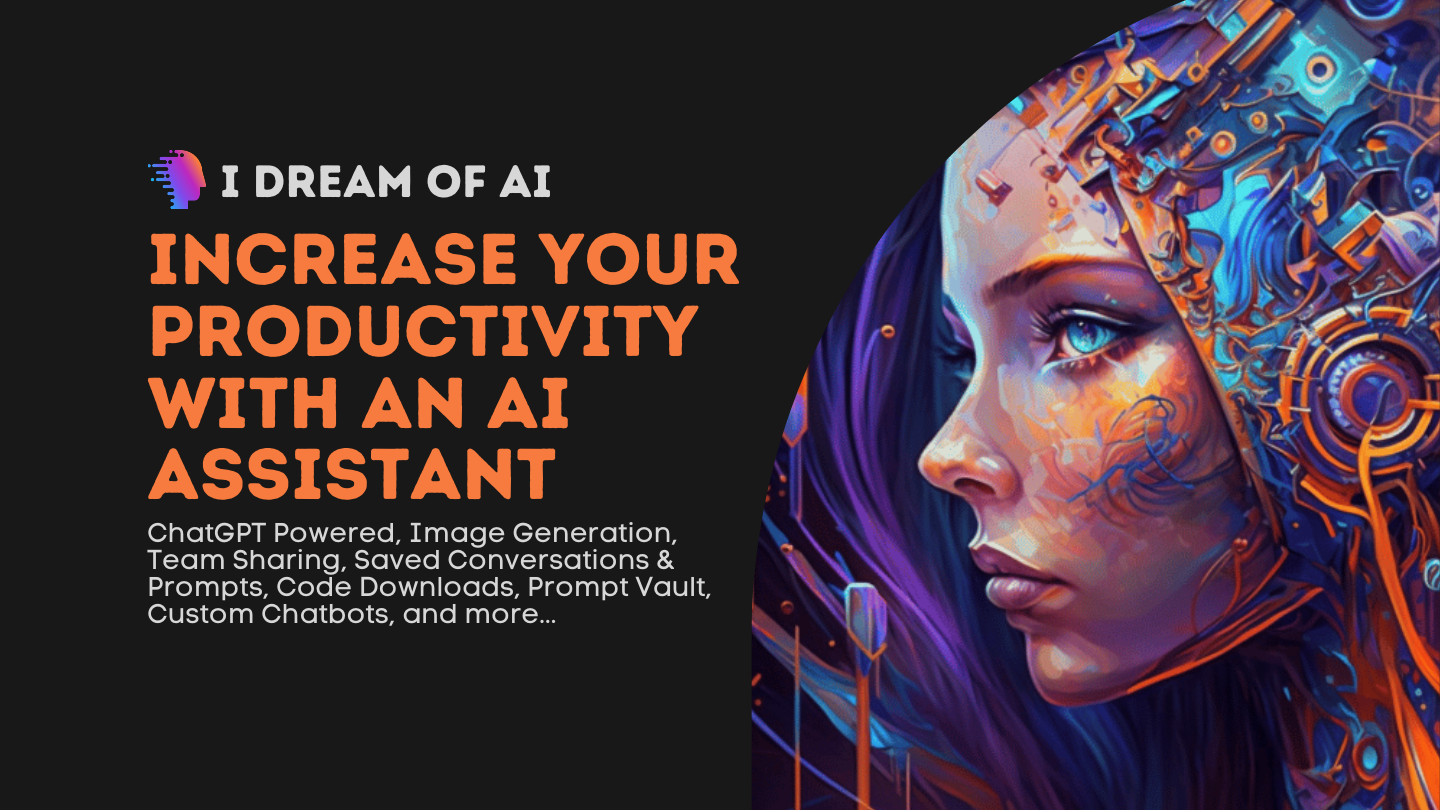 I DREAM OF AI
INCREASE YOUR
PRODUCTIVITY
WITH AN AI
ASSISTANT
ChatGPT Powered, Image Generation,
Team Sharing, Saved Conversations &
Prompts, Code Downloads, Prompt Vault,
Custom Chatbots, and more...